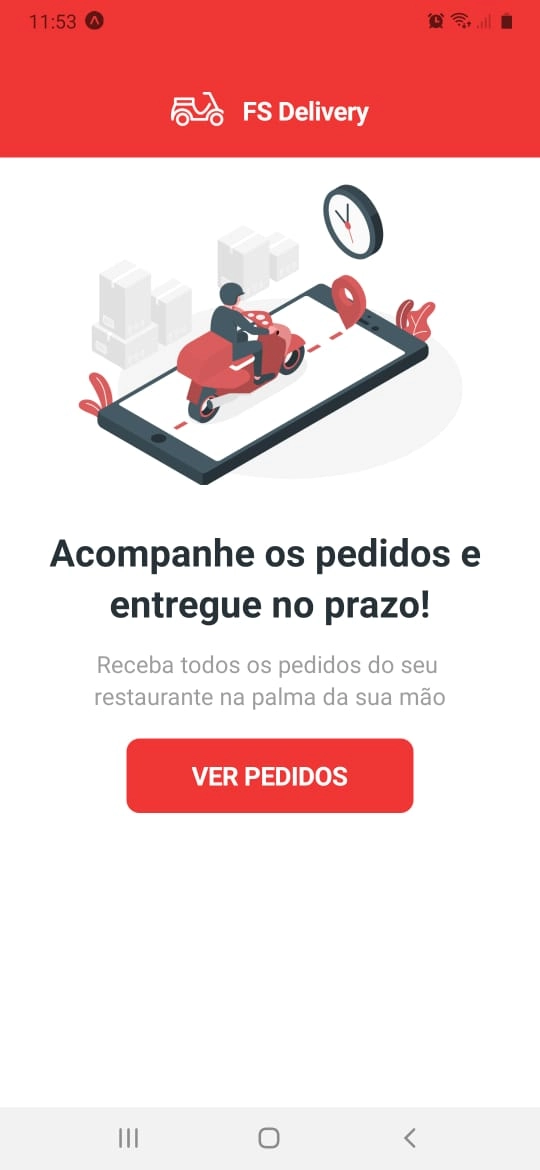 11:53
FS Delivery
Acompanhe os pedidos e
entregue no prazo!
Receba todos os pedidos do seu
restaurante na palma da sua mão
VER PEDIDOS